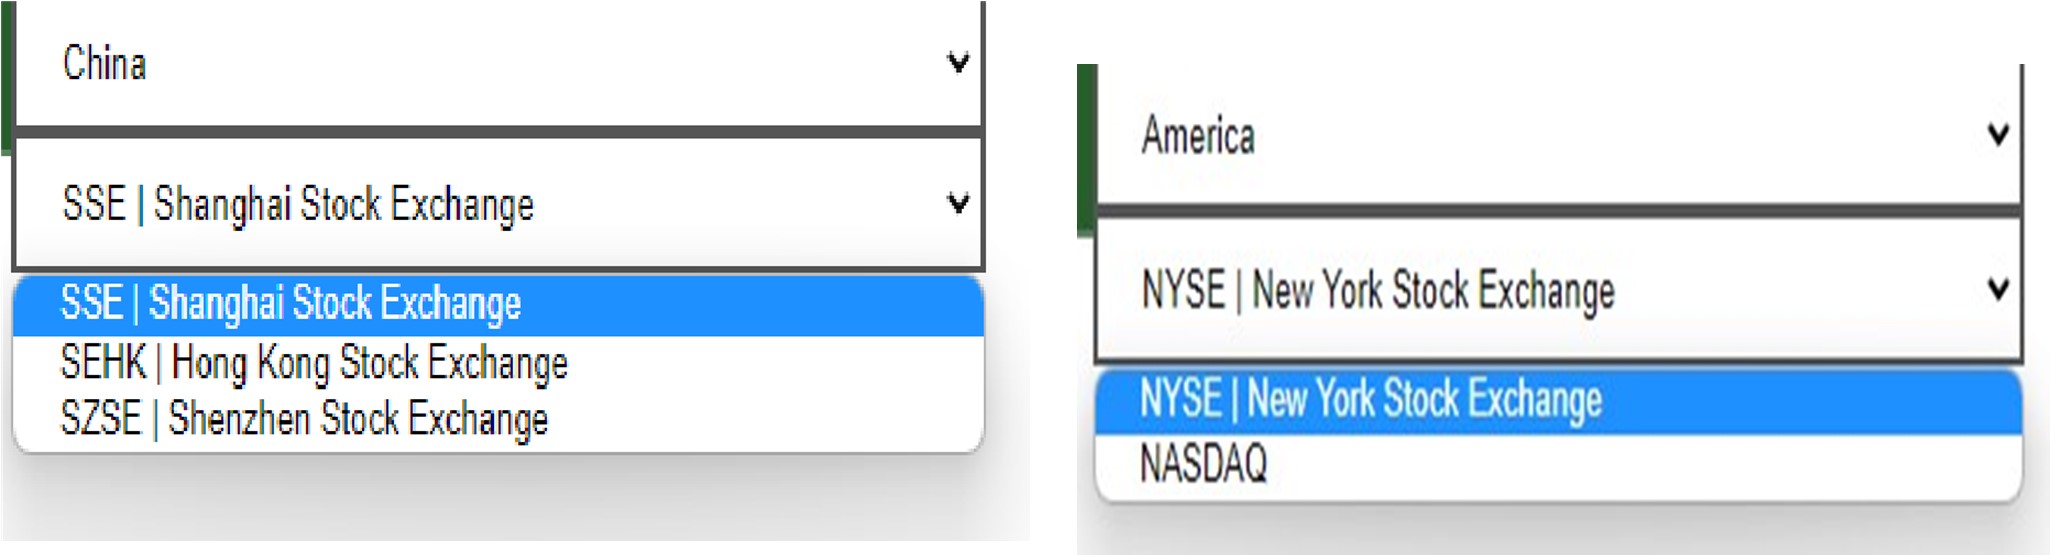 China
SSE | Shanghai Stock Exchange
SSE | Shanghai Stock Exchange
SEHK | Hong Kong Stock Exchange
SZSE | Shenzhen Stock Exchange
America
NYSE | New York Stock Exchange
NYSE | New York Stock Exchange
NASDAQ